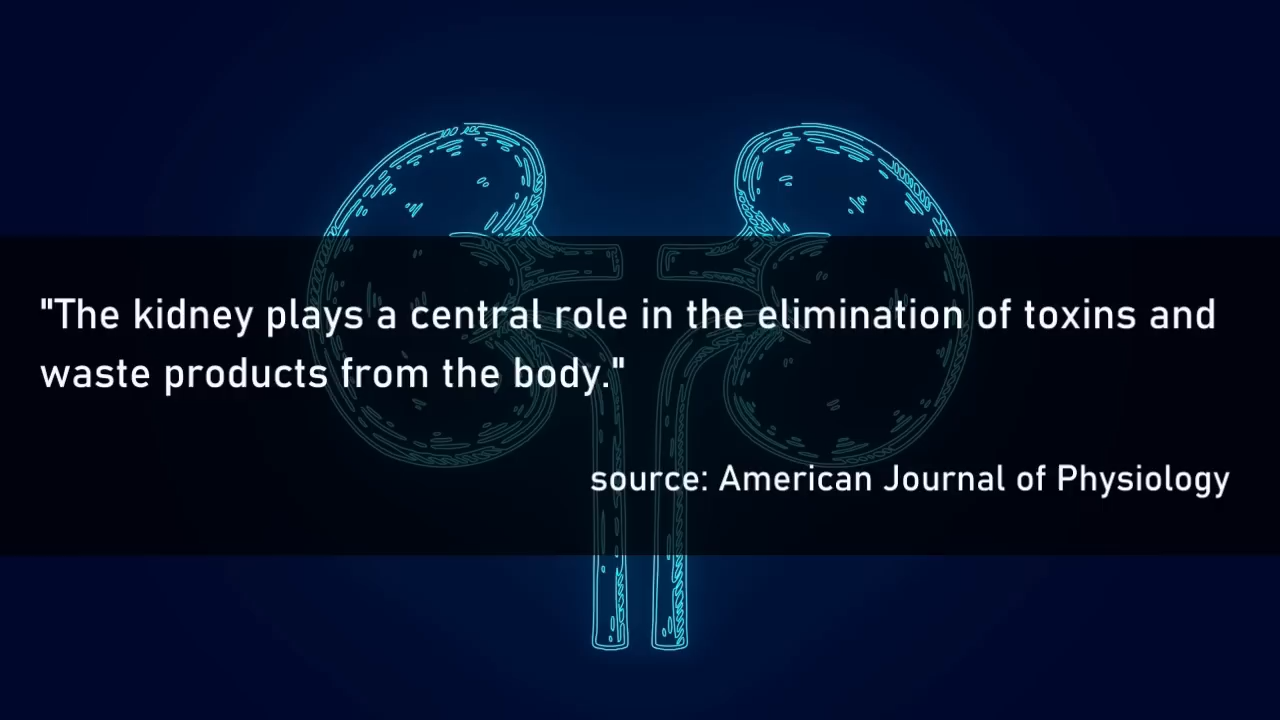 "The kidney plays a central role in the elimination of toxins and
waste products from the body."
source: American Journal of Physiology